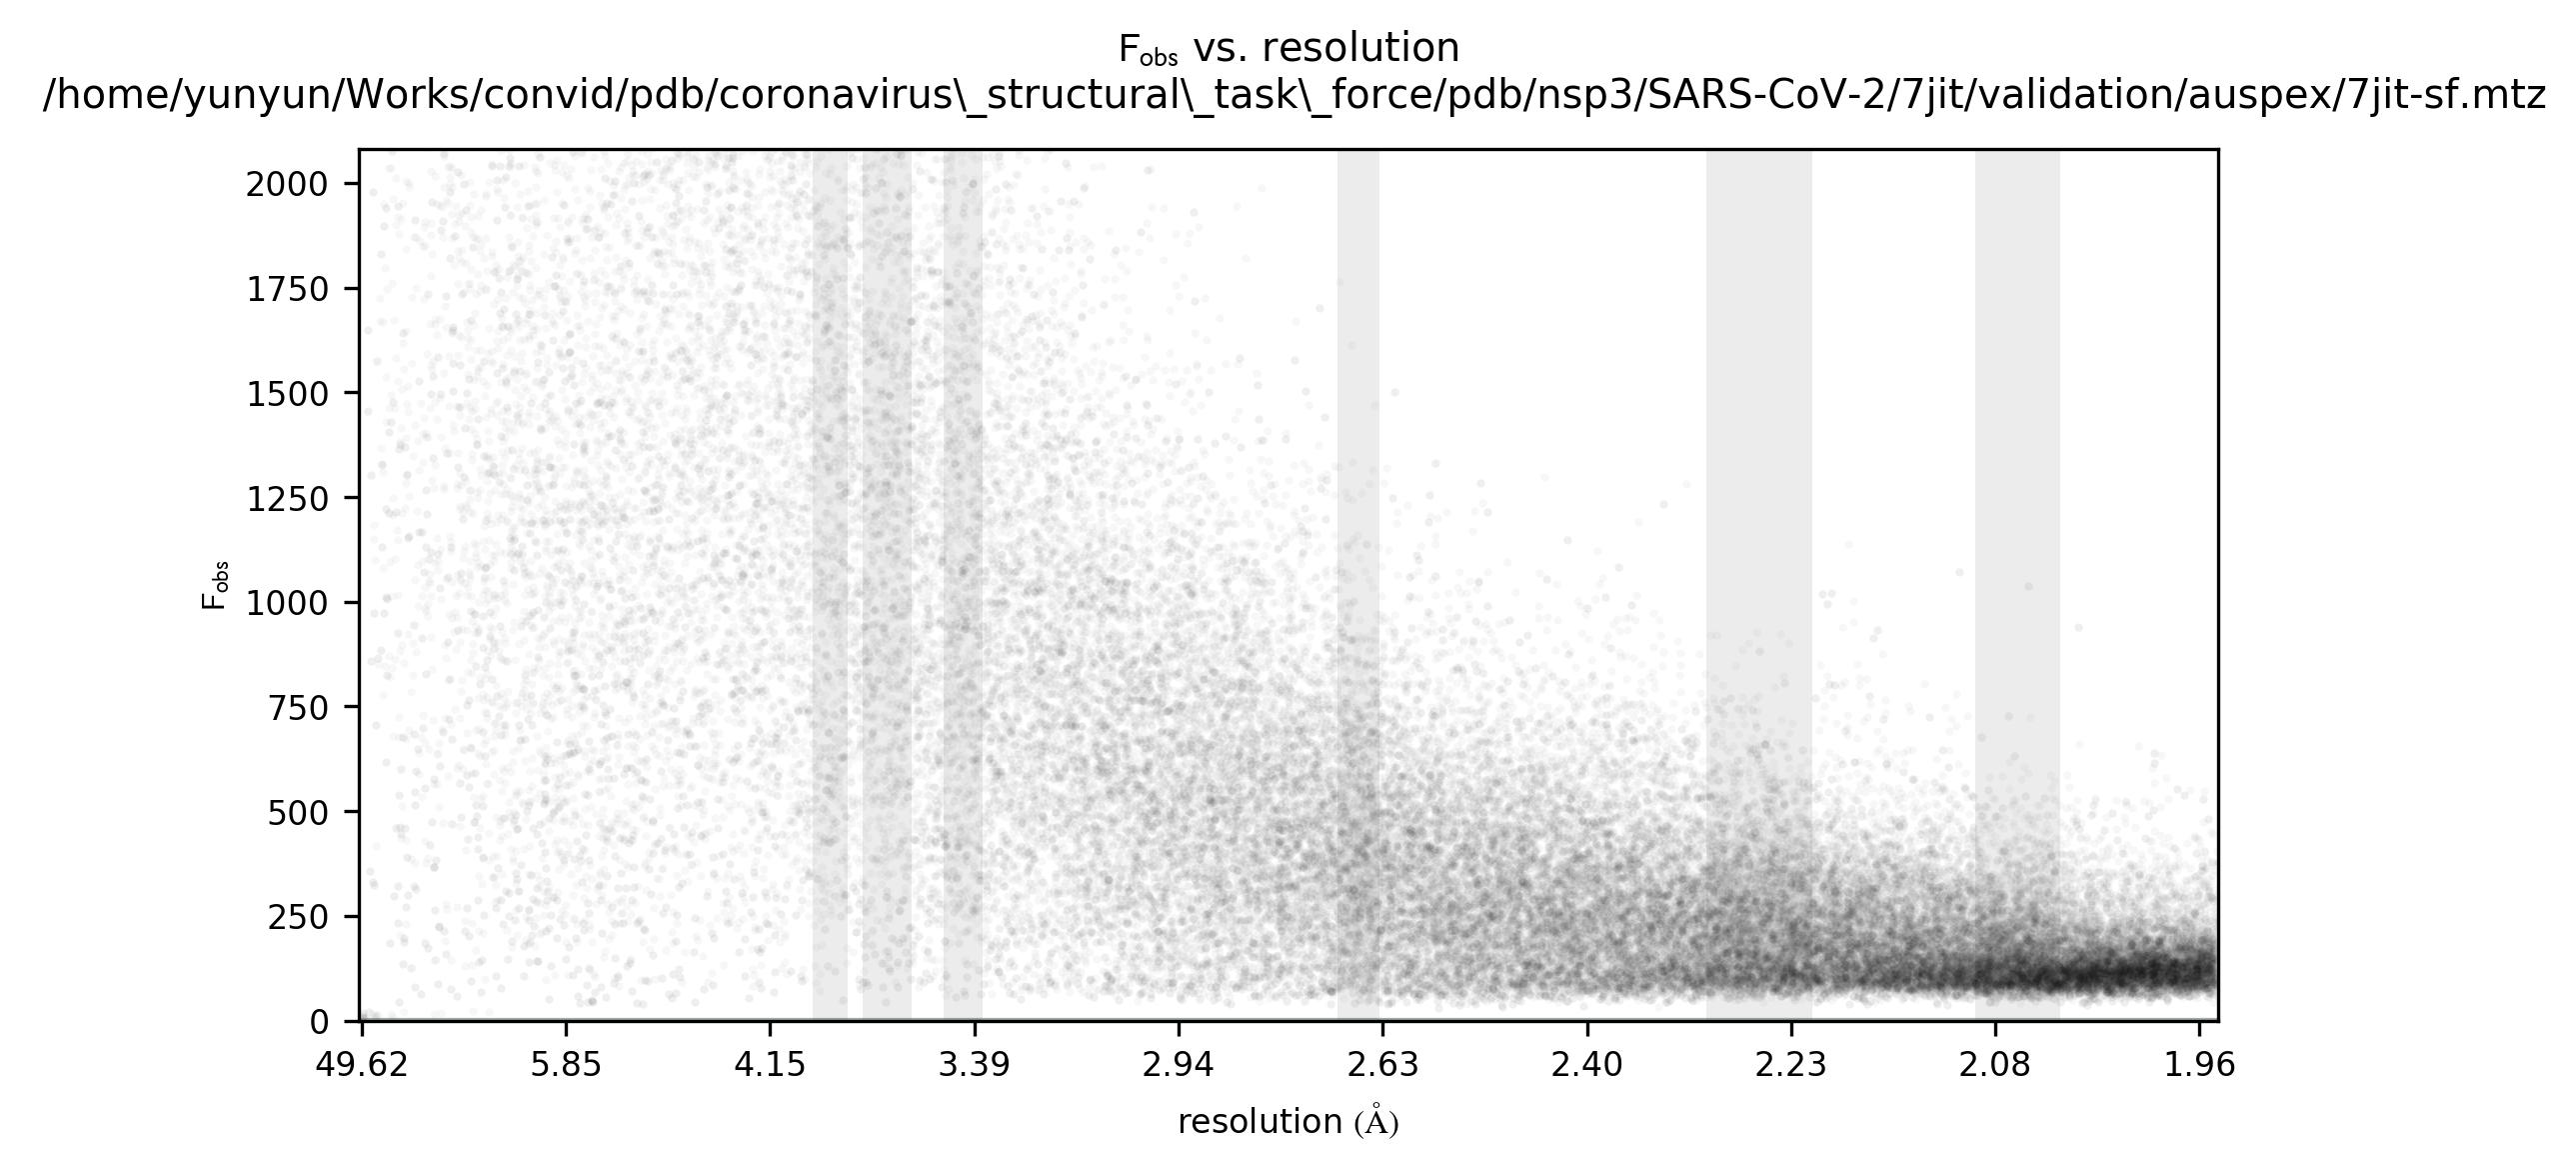 Fobs vs. resolution
/home/yunyun/Works/convid/pdb/coronavirus\_structural\_task\_force/pdb/nsp3/SARS-CoV-2/7jit/validation/auspex/7jit-sf.mtz
2000
1750
1500
1250
1000
750
500
250
0
Fobs
49.62 5.85 4.15 3.39 2.94 2.63 2.40 2.23 2.08 1.96
resolution (Å)